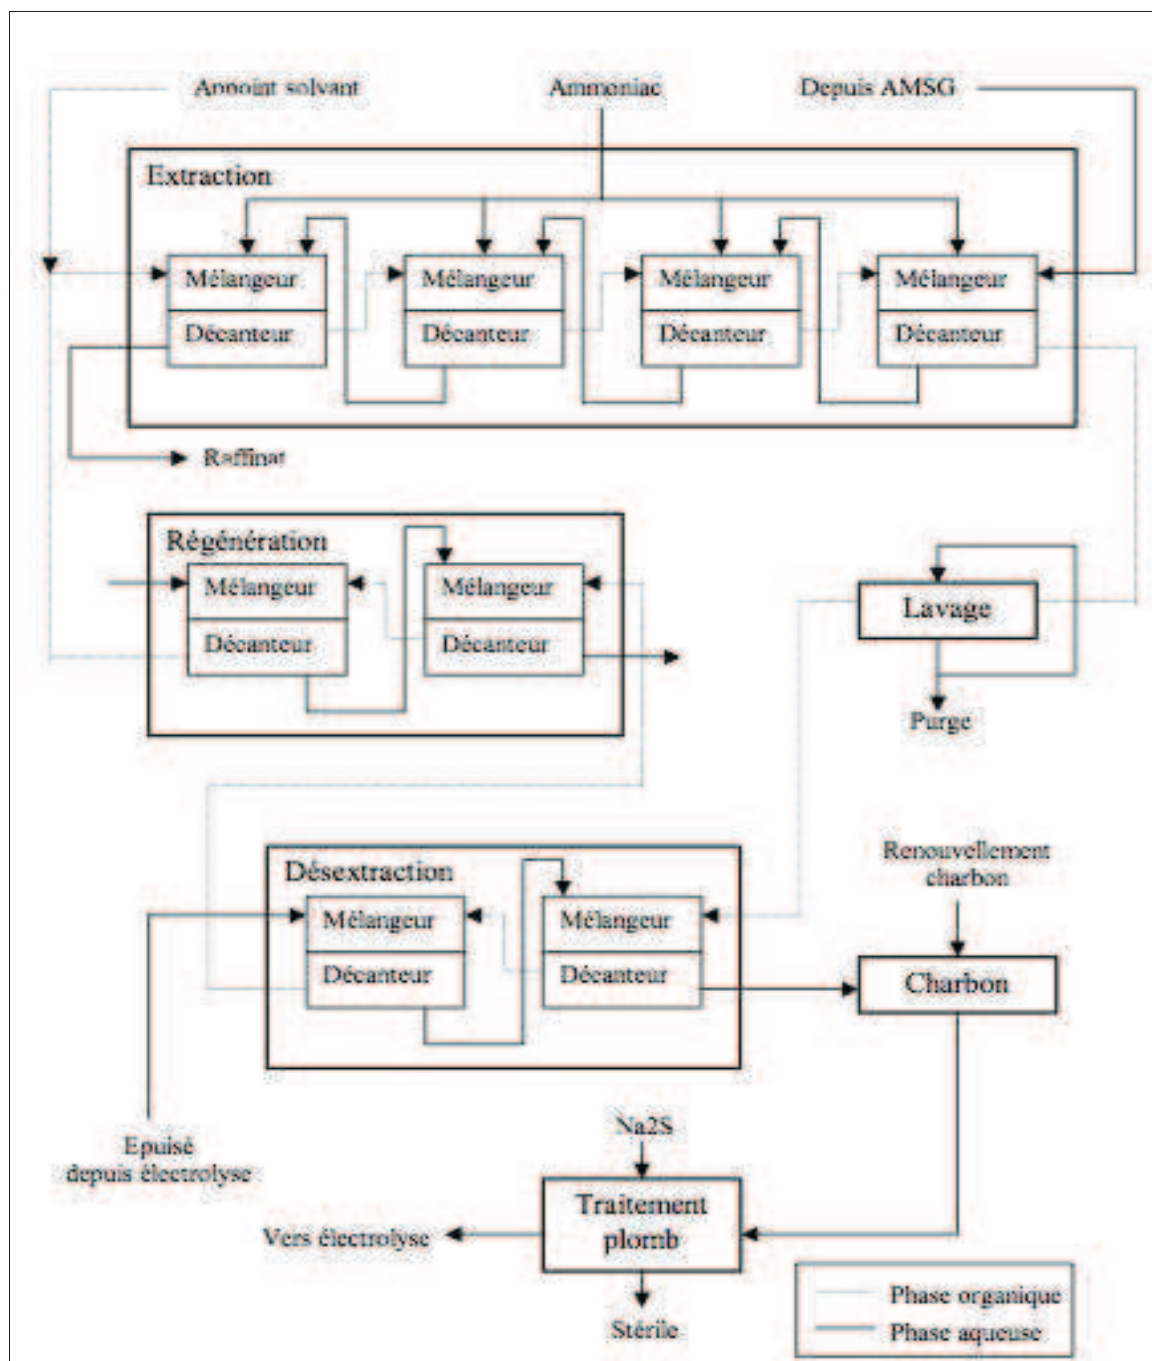 Appoint solvant
Ammoniac
Depuis AMSG
Extraction
Mélangeur
Mélangeur
Mélangeur
Mélangeur
Décanteur
Décanteur
Décanteur
Décanteur
Raffinat
Régénération
Mélangeur
Mélangeur
Décanteur
Décanteur
Lavage
Purge
Désextraction
Mélangeur
Mélangeur
Décanteur
Décanteur
Renouvellement
charbon
Charbon
Epuisé
depuis électrolyse
Na2S
Traitement
plomb
Vers électrolyse
Stérile
Phase organique
Phase aqueuse